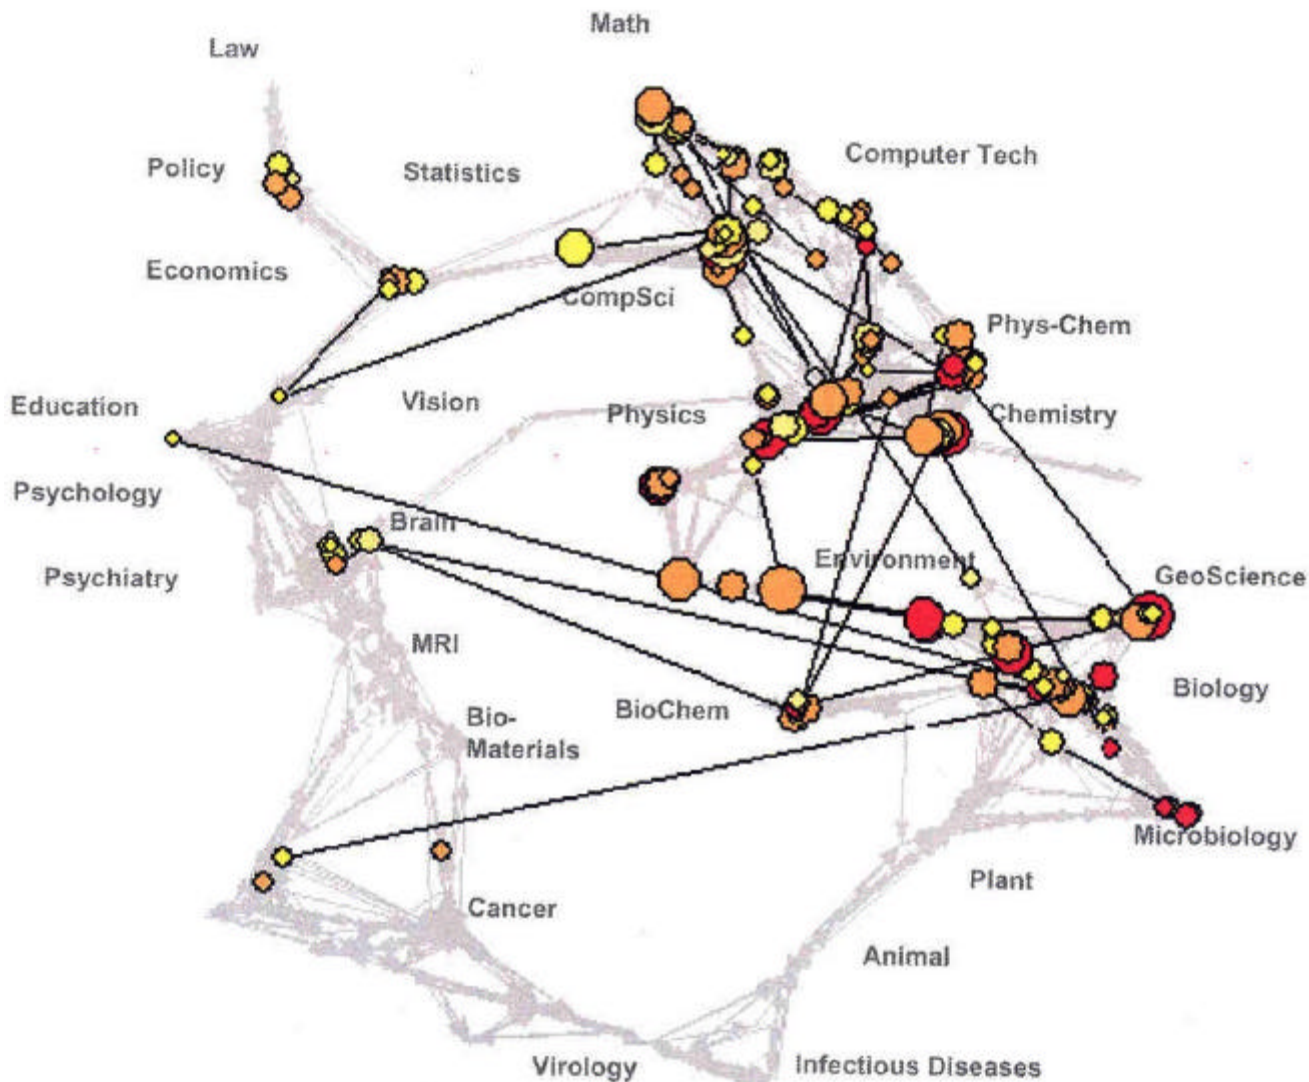 Math
Law
Computer Tech
Policy
Statistics
Economics
CompSci
Phys-Chem
Vision
Education
Physics
Chemistry
Psychology
Brain
Psychiatry
Environment
GeoScience
MRI
Biology
BioChem
Bio-
Materials
Microbiology
Plant
Cancer
Animal
Virology
Infectious Diseases